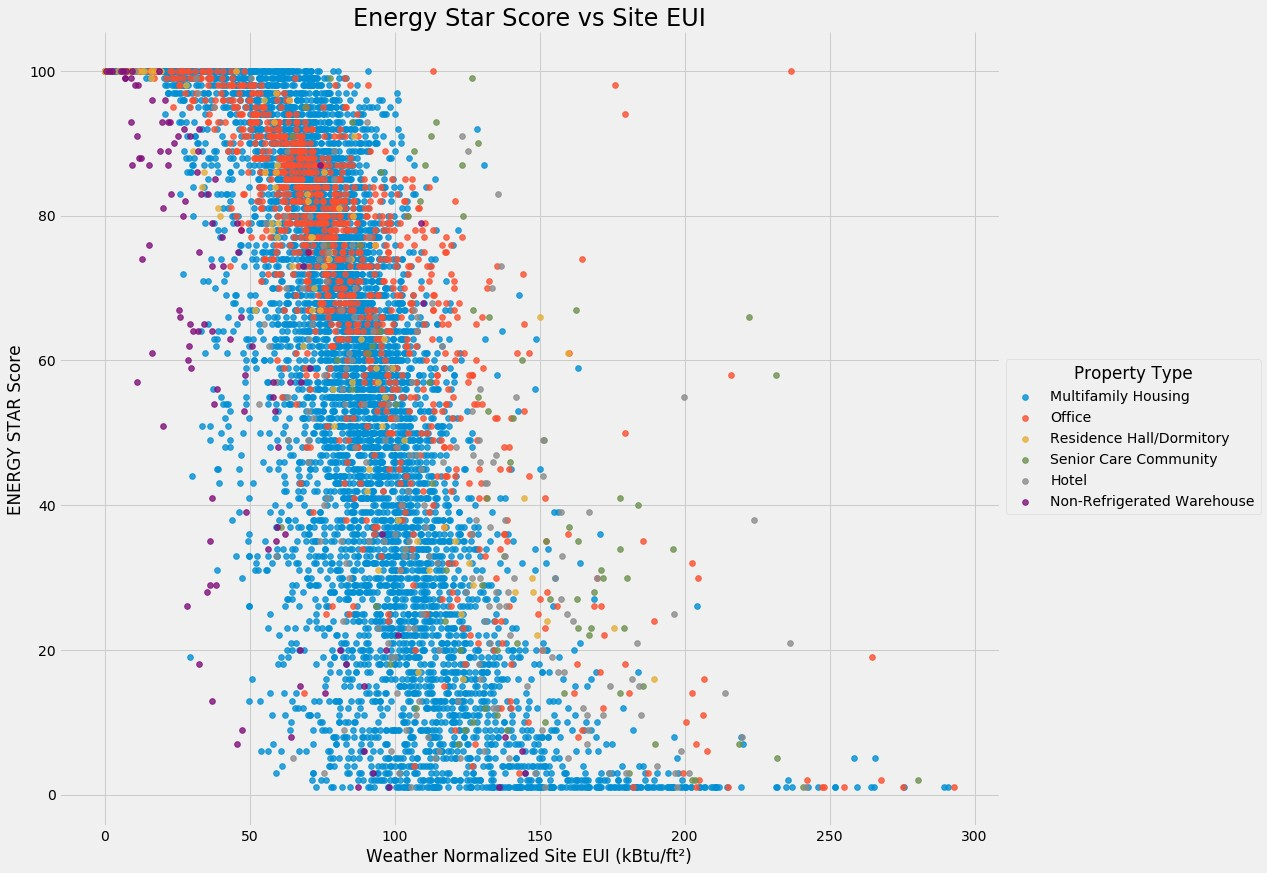 Energy Star Score vs Site EUI
ENERGY STAR Score
100
80
60
40
20
0
0 50 100 150 200 250 300
Weather Normalized Site EUI (kBtu/ft²)
Property Type
Multifamily Housing
Office
Residence Hall/Dormitory
Senior Care Community
Hotel
Non-Refrigerated Warehouse